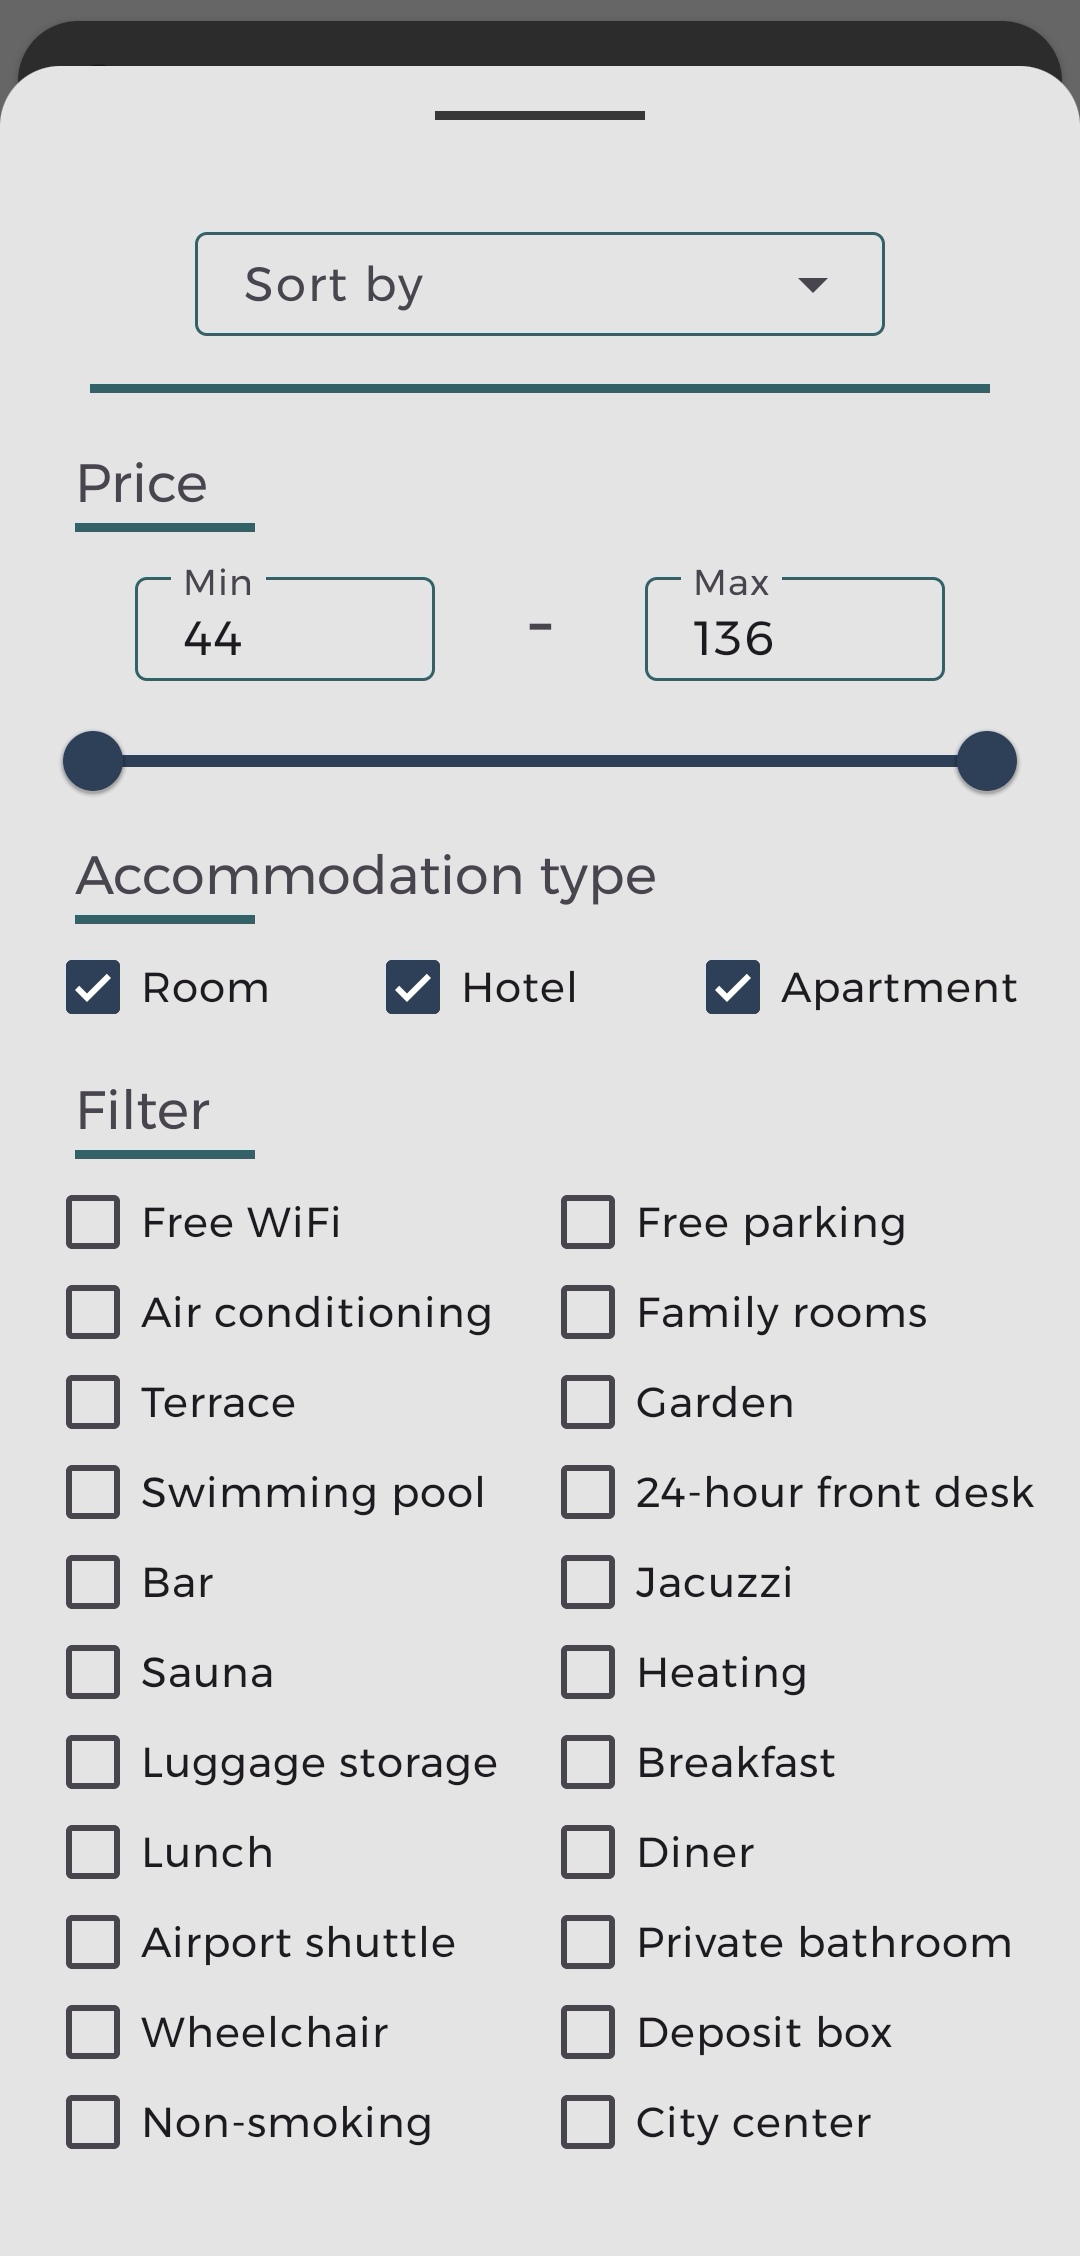 Sort by
Price
Min Max
44 - 136
Accommodation type
Room Hotel Apartment
Filter
Free WiFi Free parking
Air conditioning Family rooms
Terrace Garden
Swimming pool 24-hour front desk
Bar Jacuzzi
Sauna Heating
Luggage storage Breakfast
Lunch Diner
Airport shuttle Private bathroom
Wheelchair Deposit box
Non-smoking City center